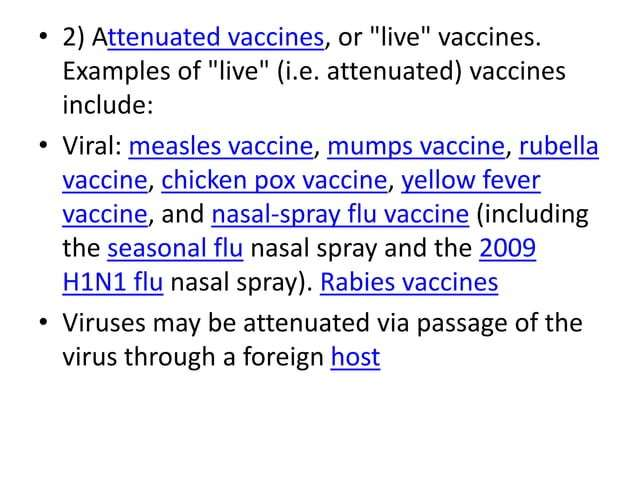 • 2) Attenuated vaccines, or "live" vaccines.
Examples of "live" (i.e. attenuated) vaccines
include:
• Viral: measles vaccine, mumps vaccine, rubella
vaccine, chicken pox vaccine, yellow fever
vaccine, and nasal-spray flu vaccine (including
the seasonal flu nasal spray and the 2009
H1N1 flu nasal spray). Rabies vaccines
• Viruses may be attenuated via passage of the
virus through a foreign host